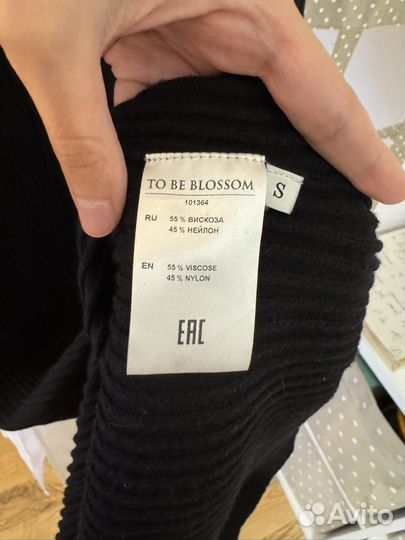 TO BE BLOSSOM
101364
RU 55 % ВИСКОЗА
45 % НЕЙЛОН
EN 55 % VISCOSE
45 % NYLON
EAC
S
Avito